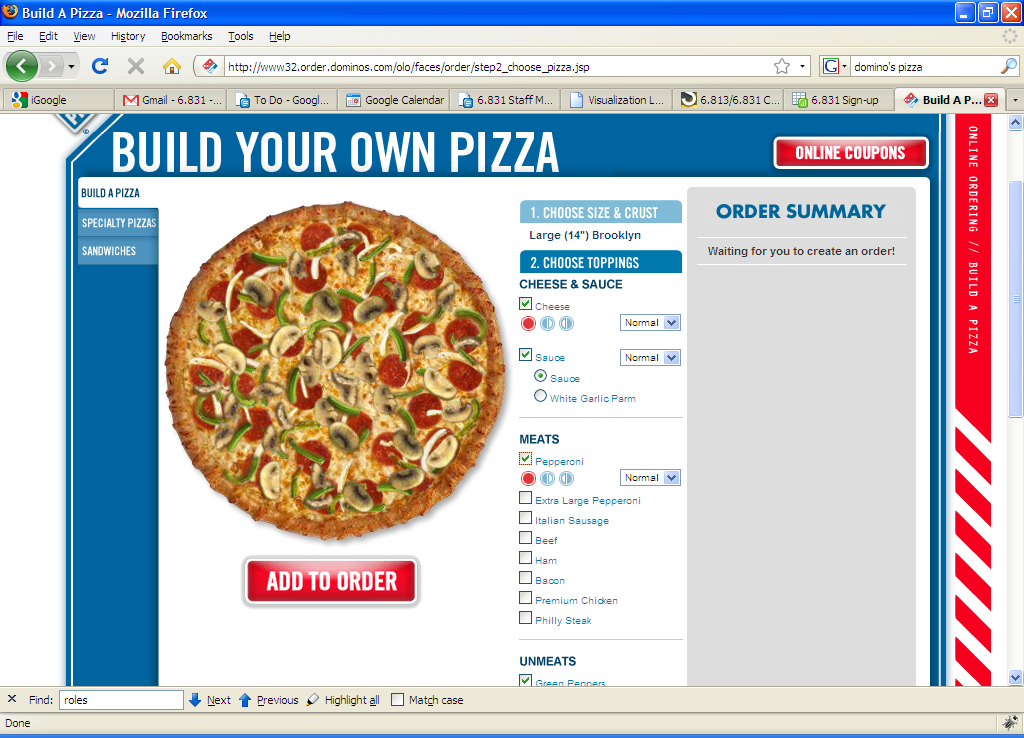 Build A Pizza - Mozilla Firefox
File Edit View History Bookmarks Tools Help
http://www32.order.dominos.com/olo/faces/order/step2_choose_pizza.jsp
domino's pizza
iGoogle
Gmail - 6.831 -...
To Do - Googl...
Google Calendar
6.831 Staff M...
Visualization L...
6.813/6.831 C...
6.831 Sign-up
Build A P...
BUILD YOUR OWN PIZZA
ONLINE COUPONS
BUILD A PIZZA
SPECIALTY PIZZAS
SANDWICHES
ADD TO ORDER
1. CHOOSE SIZE & CRUST
Large (14") Brooklyn
2. CHOOSE TOPPINGS
CHEESE & SAUCE
Cheese
Normal
Sauce Normal
Sauce
White Garlic Parm
MEATS
Pepperoni
Normal
Extra Large Pepperoni
Italian Sausage
Beef
Ham
Bacon
Premium Chicken
Philly Steak
UNMEATS
Green Peppers
ORDER SUMMARY
Waiting for you to create an order!
ONLINE ORDERING // BUILD A PIZZA
Find: roles Next Previous Highlight all Match case
Done